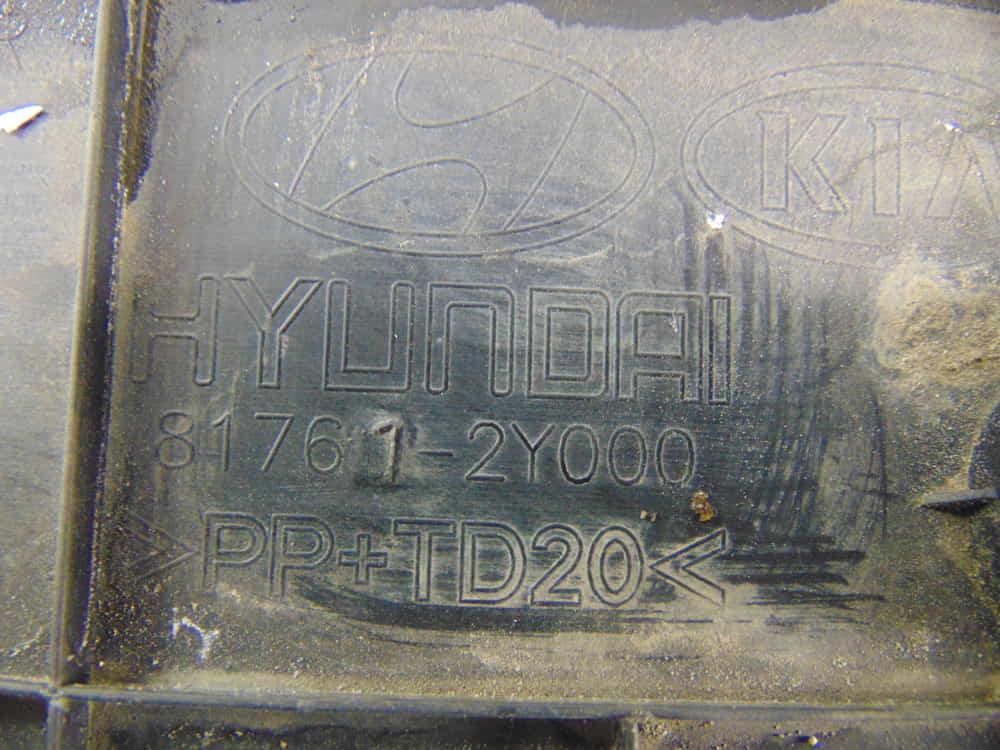 KIA
HYUNDAI
81761-2Y000
>PP+TD20<